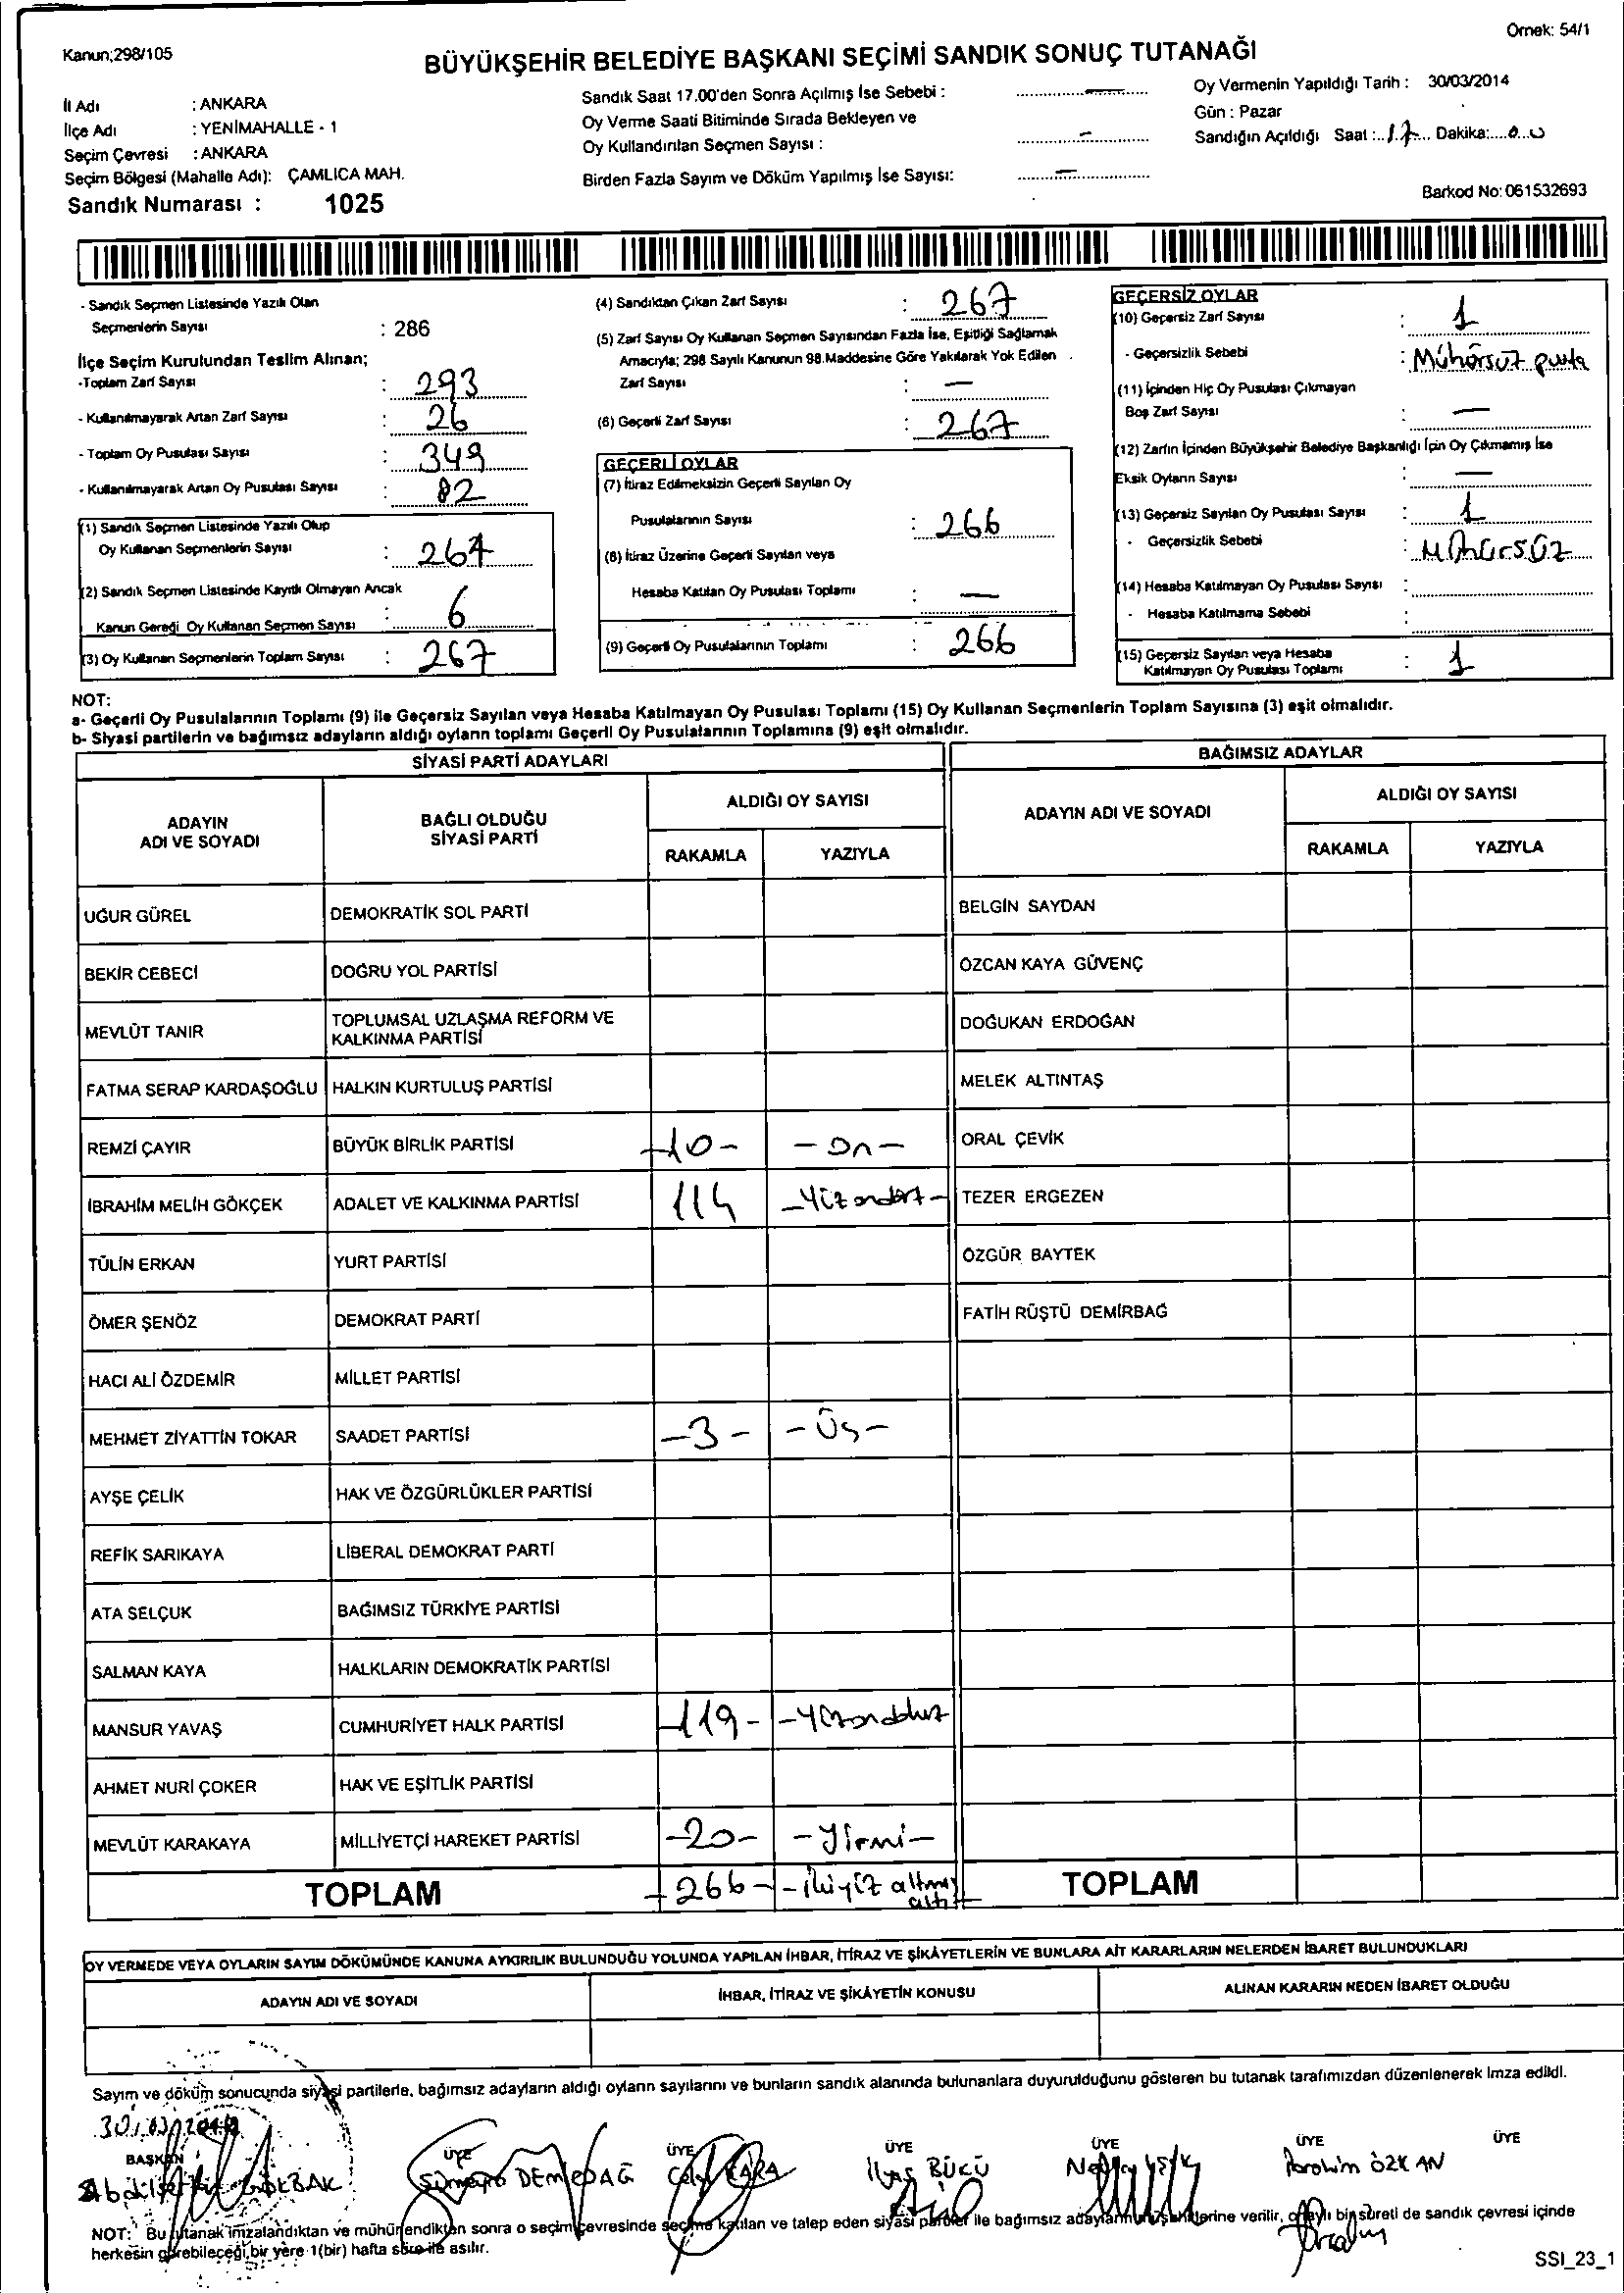 Kanun;298/105
Örnek: 54/1
BÜYÜKŞEHİR BELEDİYE BAŞKANI SEÇİMİ SANDIK SONUÇ TUTANAĞI
İl Adı : ANKARA
İlçe Adı : YENİMAHALLE - 1
Seçim Çevresi : ANKARA
Seçim Bölgesi (Mahalle Adı): ÇAMLICA MAH.
Sandık Numarası : 1025
Sandık Saat 17.00'den Sonra Açılmış İse Sebebi : —
Oy Verme Saati Bitiminde Sırada Bekleyen ve
Oy Kullandırılan Seçmen Sayısı : —
Birden Fazla Sayım ve Döküm Yapılmış İse Sayısı: —
Oy Vermenin Yapıldığı Tarih : 30/03/2014
Gün : Pazar
Sandığın Açıldığı Saat :..17.... Dakika:....0..0
Barkod No: 061532693
- Sandık Seçmen Listesinde Yazılı Olan
Seçmenlerin Sayısı : 286
İlçe Seçim Kurulundan Teslim Alınan;
-Toplam Zarf Sayısı : 293
- Kullanılmayarak Artan Zarf Sayısı : 26
- Toplam Oy Pusulası Sayısı : 349
- Kullanılmayarak Artan Oy Pusulası Sayısı : 82
(1) Sandık Seçmen Listesinde Yazılı Olup
Oy Kullanan Seçmenlerin Sayısı : 267
(2) Sandık Seçmen Listesinde Kayıtlı Olmayan Ancak
Kanun Gereği Oy Kullanan Seçmen Sayısı : 6
(3) Oy Kullanan Seçmenlerin Toplam Sayısı : 267
(4) Sandıktan Çıkan Zarf Sayısı : 267
(5) Zarf Sayısı Oy Kullanan Seçmen Sayısından Fazla İse, Eşitliği Sağlamak
Amacıyla; 298 Sayılı Kanunun 98.Maddesine Göre Yakılarak Yok Edilen
Zarf Sayısı : —
(6) Geçerli Zarf Sayısı : 267
GEÇERLİ OYLAR
(7) İtiraz Edilmeksizin Geçerli Sayılan Oy
Pusulalarının Sayısı : 266
(8) İtiraz Üzerine Geçerli Sayılan veya
Hesaba Katılan Oy Pusulası Toplamı : —
(9) Geçerli Oy Pusulalarının Toplamı : 266
GEÇERSİZ OYLAR
(10) Geçersiz Zarf Sayısı : 1
- Geçersizlik Sebebi : Mühürsüz pusla
(11) İçinden Hiç Oy Pusulası Çıkmayan
Boş Zarf Sayısı : —
(12) Zarfın İçinden Büyükşehir Belediye Başkanlığı İçin Oy Çıkmamış İse
Eksik Oyların Sayısı : —
(13) Geçersiz Sayılan Oy Pusulası Sayısı : 1
- Geçersizlik Sebebi : MÜhürSÜZ
(14) Hesaba Katılmayan Oy Pusulası Sayısı :
- Hesaba Katılmama Sebebi :
(15) Geçersiz Sayılan veya Hesaba
Katılmayan Oy Pusulası Toplamı : 1
NOT:
a- Geçerli Oy Pusulalarının Toplamı (9) ile Geçersiz Sayılan veya Hesaba Katılmayan Oy Pusulası Toplamı (15) Oy Kullanan Seçmenlerin Toplam Sayısına (3) eşit olmalıdır.
b- Siyasi partilerin ve bağımsız adayların aldığı oyların toplamı Geçerli Oy Pusulalarının Toplamına (9) eşit olmalıdır.
SİYASİ PARTİ ADAYLARI
BAĞIMSIZ ADAYLAR
ADAYIN
ADI VE SOYADI
BAĞLI OLDUĞU
SİYASİ PARTİ
ALDIĞI OY SAYISI
RAKAMLA YAZIYLA
ADAYIN ADI VE SOYADI
ALDIĞI OY SAYISI
RAKAMLA YAZIYLA
UĞUR GÜREL DEMOKRATİK SOL PARTİ BELGİN SAYDAN
BEKİR CEBECİ DOĞRU YOL PARTİSİ ÖZCAN KAYA GÜVENÇ
MEVLÜT TANIR TOPLUMSAL UZLAŞMA REFORM VE
KALKINMA PARTİSİ DOĞUKAN ERDOĞAN
FATMA SERAP KARDAŞOĞLU HALKIN KURTULUŞ PARTİSİ MELEK ALTINTAŞ
REMZİ ÇAYIR BÜYÜK BİRLİK PARTİSİ -10- -On- ORAL ÇEVİK
İBRAHİM MELİH GÖKÇEK ADALET VE KALKINMA PARTİSİ 114 -Yüzondört- TEZER ERGEZEN
TÜLİN ERKAN YURT PARTİSİ ÖZGÜR BAYTEK
ÖMER ŞENÖZ DEMOKRAT PARTİ FATİH RÜŞTÜ DEMİRBAĞ
HACI ALİ ÖZDEMİR MİLLET PARTİSİ
MEHMET ZİYATTİN TOKAR SAADET PARTİSİ -3- -Üç-
AYŞE ÇELİK HAK VE ÖZGÜRLÜKLER PARTİSİ
REFİK SARIKAYA LİBERAL DEMOKRAT PARTİ
ATA SELÇUK BAĞIMSIZ TÜRKİYE PARTİSİ
SALMAN KAYA HALKLARIN DEMOKRATİK PARTİSİ
MANSUR YAVAŞ CUMHURİYET HALK PARTİSİ -119- -Yüzondokuz
AHMET NURİ ÇOKER HAK VE EŞİTLİK PARTİSİ
MEVLÜT KARAKAYA MİLLİYETÇİ HAREKET PARTİSİ -20- -Yirmi-
TOPLAM -266- -ikiyüz altmış
altı- TOPLAM
OY VERMEDE VEYA OYLARIN SAYIM DÖKÜMÜNDE KANUNA AYKIRILIK BULUNDUĞU YOLUNDA YAPILAN İHBAR, İTİRAZ VE ŞİKÂYETLERİN VE BUNLARA AİT KARARLARIN NELERDEN İBARET BULUNDUKLARI
ADAYIN ADI VE SOYADI İHBAR, İTİRAZ VE ŞİKÂYETİN KONUSU ALINAN KARARIN NEDEN İBARET OLDUĞU
Sayım ve döküm sonucunda siyasi partilerle, bağımsız adayların aldığı oyların sayılarını ve bunların sandık alanında bulunanlara duyurulduğunu gösteren bu tutanak tarafımızdan düzenlenerek imza edildi.
30/03/2014
BAŞKAN ÜYE ÜYE ÜYE ÜYE ÜYE ÜYE
GÖKBAK DEMİRDAĞ KARA İlyas BÜKÜ İbrahim ÖZKAN
NOT: Bu tutanak imzalandıktan ve mühürlendikten sonra o seçim çevresinde seçime katılan ve talep eden siyasi partiler ile bağımsız adayların müşahitlerine verilir, onaylı bir sureti de sandık çevresi içinde
herkesin görebileceği bir yere 1(bir) hafta süre ile asılır.
SSI_23_1